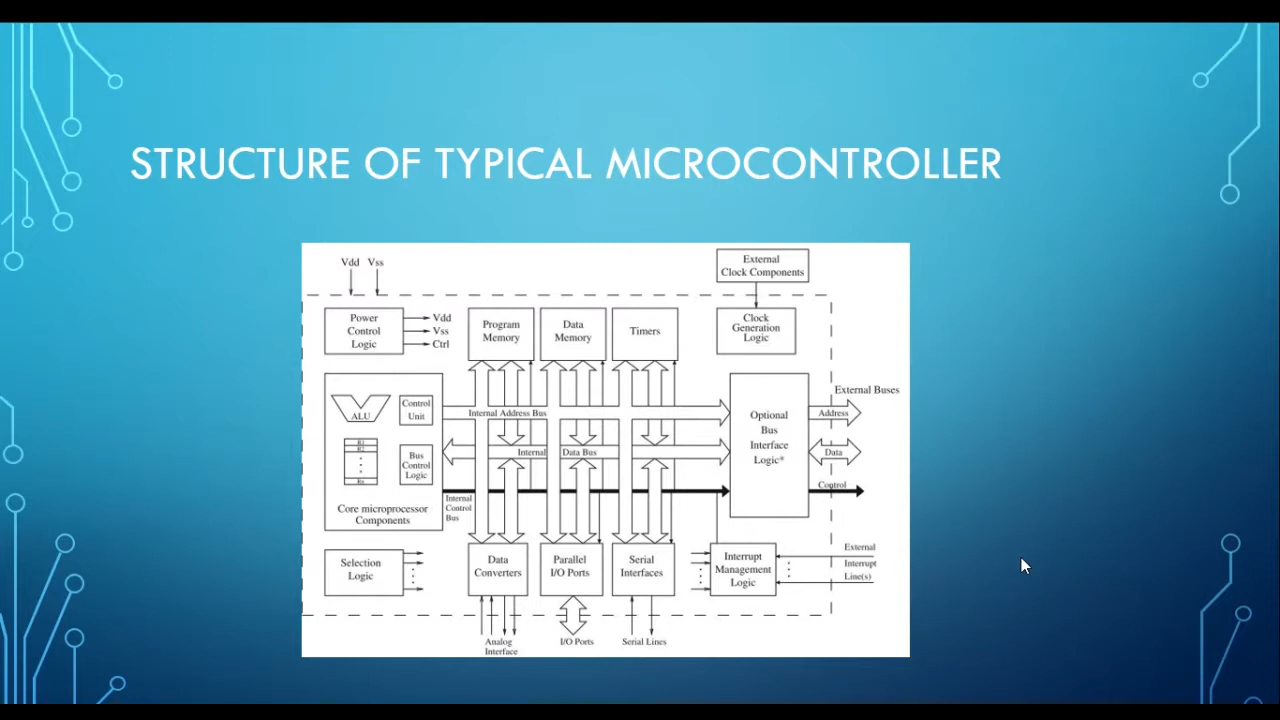 STRUCTURE OF TYPICAL MICROCONTROLLER
Vdd Vss
External
Clock Components
Power
Control
Logic
Vdd
Vss
Ctrl
Program
Memory
Data
Memory
Timers
Clock
Generation
Logic
ALU
Control
Unit
R1
R2
Rn
Bus
Control
Logic
Core microprocessor
Components
Internal Address Bus
Internal Data Bus
Internal
Control
Bus
Optional
Bus
Interface
Logic*
External Buses
Address
Data
Control
Selection
Logic
Data
Converters
Parallel
I/O Ports
Serial
Interfaces
Interrupt
Management
Logic
External
Interrupt
Line(s)
Analog
Interface
I/O Ports
Serial Lines